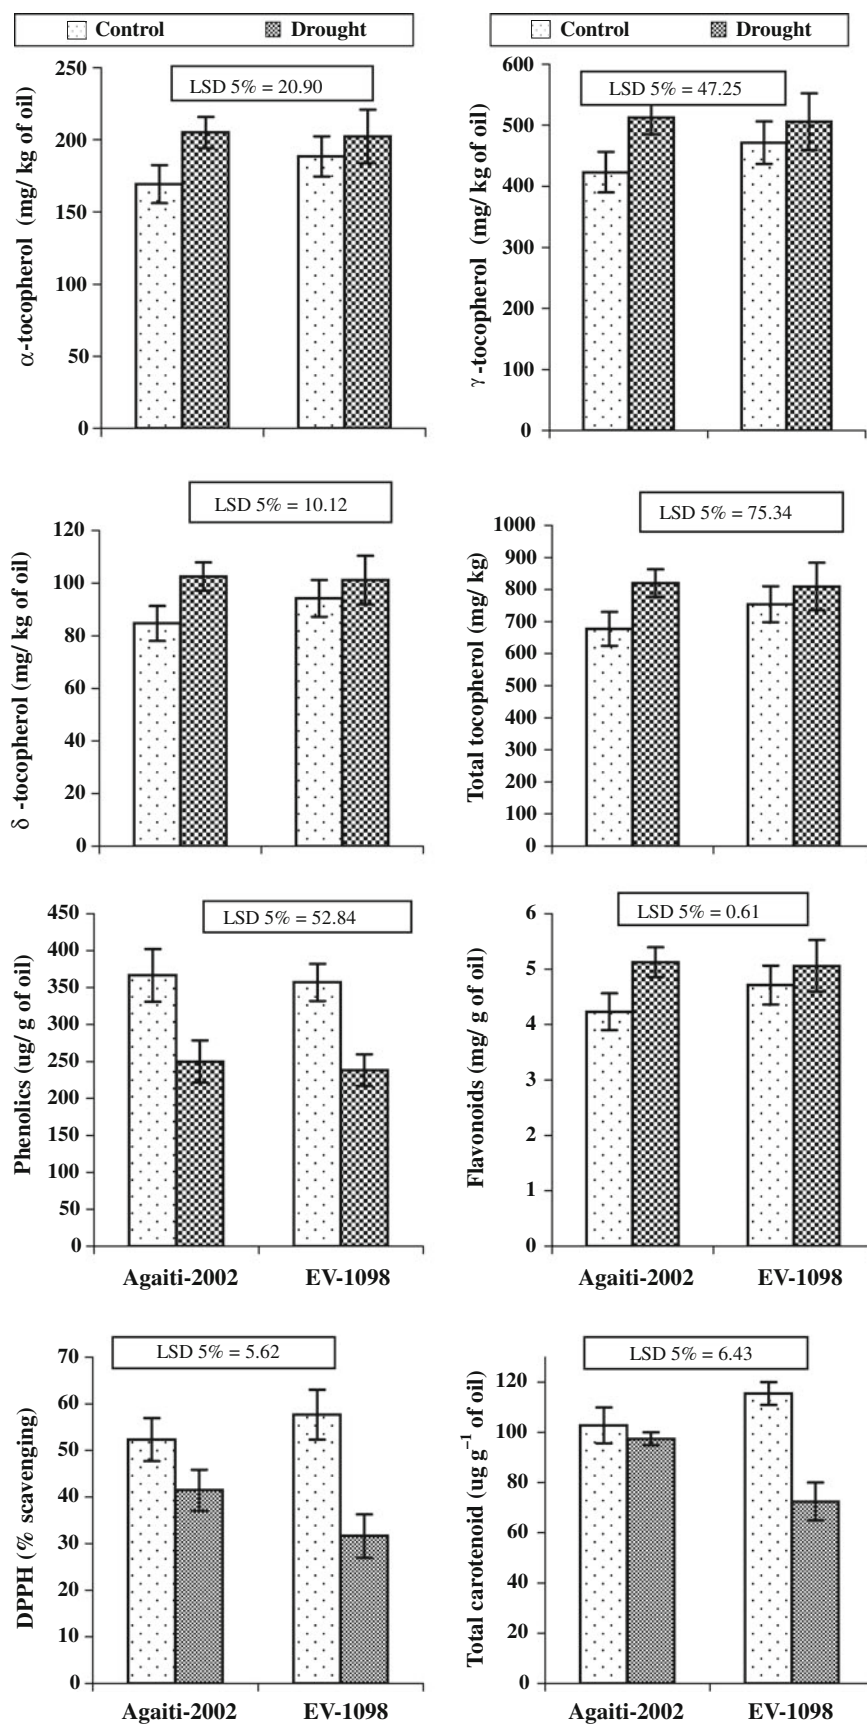 Control Drought
Control Drought
LSD 5% = 20.90
α-tocopherol (mg/ kg of oil)
250
200
150
100
50
0
LSD 5% = 47.25
γ-tocopherol (mg/ kg of oil)
600
500
400
300
200
100
0
LSD 5% = 10.12
δ -tocopherol (mg/ kg of oil)
120
100
80
60
40
20
0
LSD 5% = 75.34
Total tocopherol (mg/ kg)
1000
900
800
700
600
500
400
300
200
100
0
LSD 5% = 52.84
Phenolics (ug/ g of oil)
450
400
350
300
250
200
150
100
50
0
Agaiti-2002 EV-1098
LSD 5% = 0.61
Flavonoids (mg/ g of oil)
6
5
4
3
2
1
0
Agaiti-2002 EV-1098
LSD 5% = 5.62
DPPH (% scavenging)
70
60
50
40
30
20
10
0
Agaiti-2002 EV-1098
LSD 5% = 6.43
Total carotenoid (ug g⁻¹ of oil)
120
100
80
60
40
20
0
Agaiti-2002 EV-1098